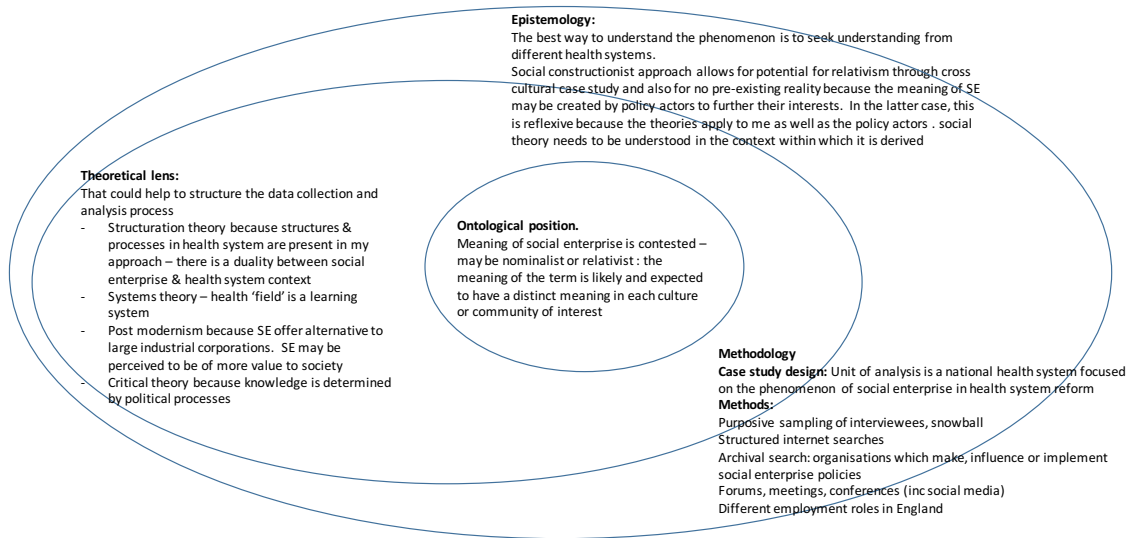 Epistemology:
The best way to understand the phenomenon is to seek understanding from
different health systems.
Social constructionist approach allows for potential for relativism through cross
cultural case study and also for no pre-existing reality because the meaning of SE
may be created by policy actors to further their interests.  In the latter case, this
is reflexive because the theories apply to me as well as the policy actors . social
theory needs to be understood in the context within which it is derived
Theoretical lens:
That could help to structure the data collection and
analysis process
- Structuration theory because structures &
processes in health system are present in my
approach – there is a duality between social
enterprise & health system context
- Systems theory – health ‘field’ is a learning
system
- Post modernism because SE offer alternative to
large industrial corporations.  SE may be
perceived to be of more value to society
- Critical theory because knowledge is determined
by political processes
Ontological position.
Meaning of social enterprise is contested –
may be nominalist or relativist : the
meaning of the term is likely and expected
to have a distinct meaning in each culture
or community of interest
Methodology
Case study design: Unit of analysis is a national health system focused
on the phenomenon of social enterprise in health system reform
Methods:
Purposive sampling of interviewees, snowball
Structured internet searches
Archival search: organisations which make, influence or implement
social enterprise policies
Forums, meetings, conferences (inc social media)
Different employment roles in England